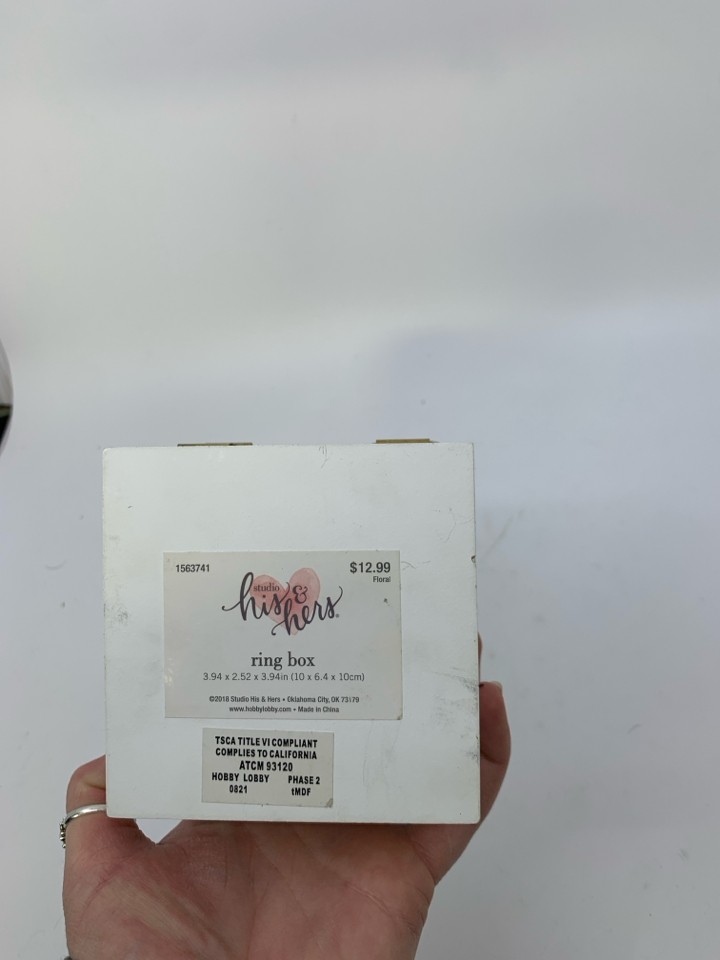 1563741
$12.99
Floral
studio
his &
hers®
ring box
3.94 x 2.52 x 3.94in (10 x 6.4 x 10cm)
©2018 Studio His & Hers • Oklahoma City, OK 73179
www.hobbylobby.com • Made in China
TSCA TITLE VI COMPLIANT
COMPLIES TO CALIFORNIA
ATCM 93120
HOBBY LOBBY PHASE 2
0821 tMDF